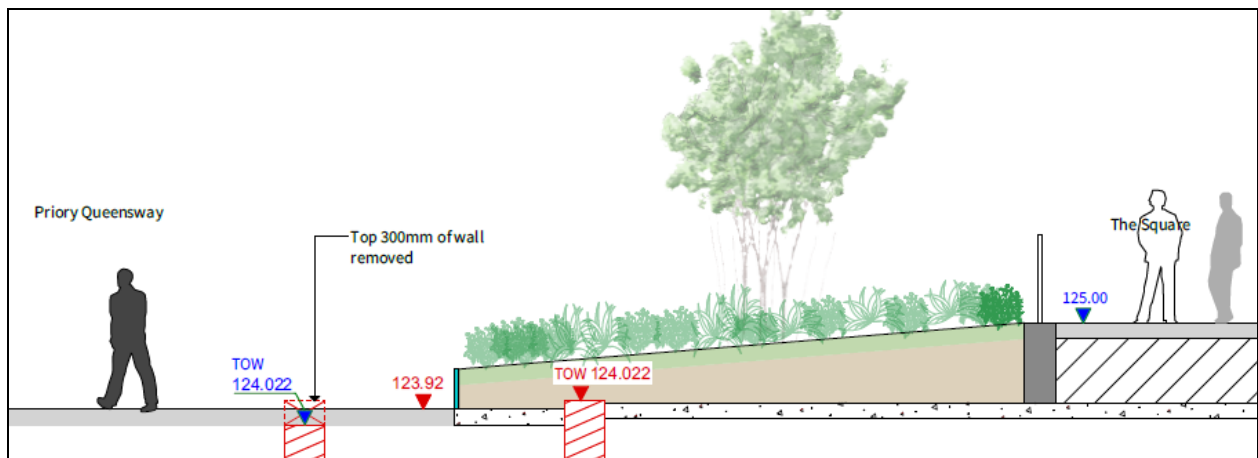 Priory Queensway
Top 300mm of wall
removed
The Square
125.00
TOW
124.022
123.92
TOW 124.022